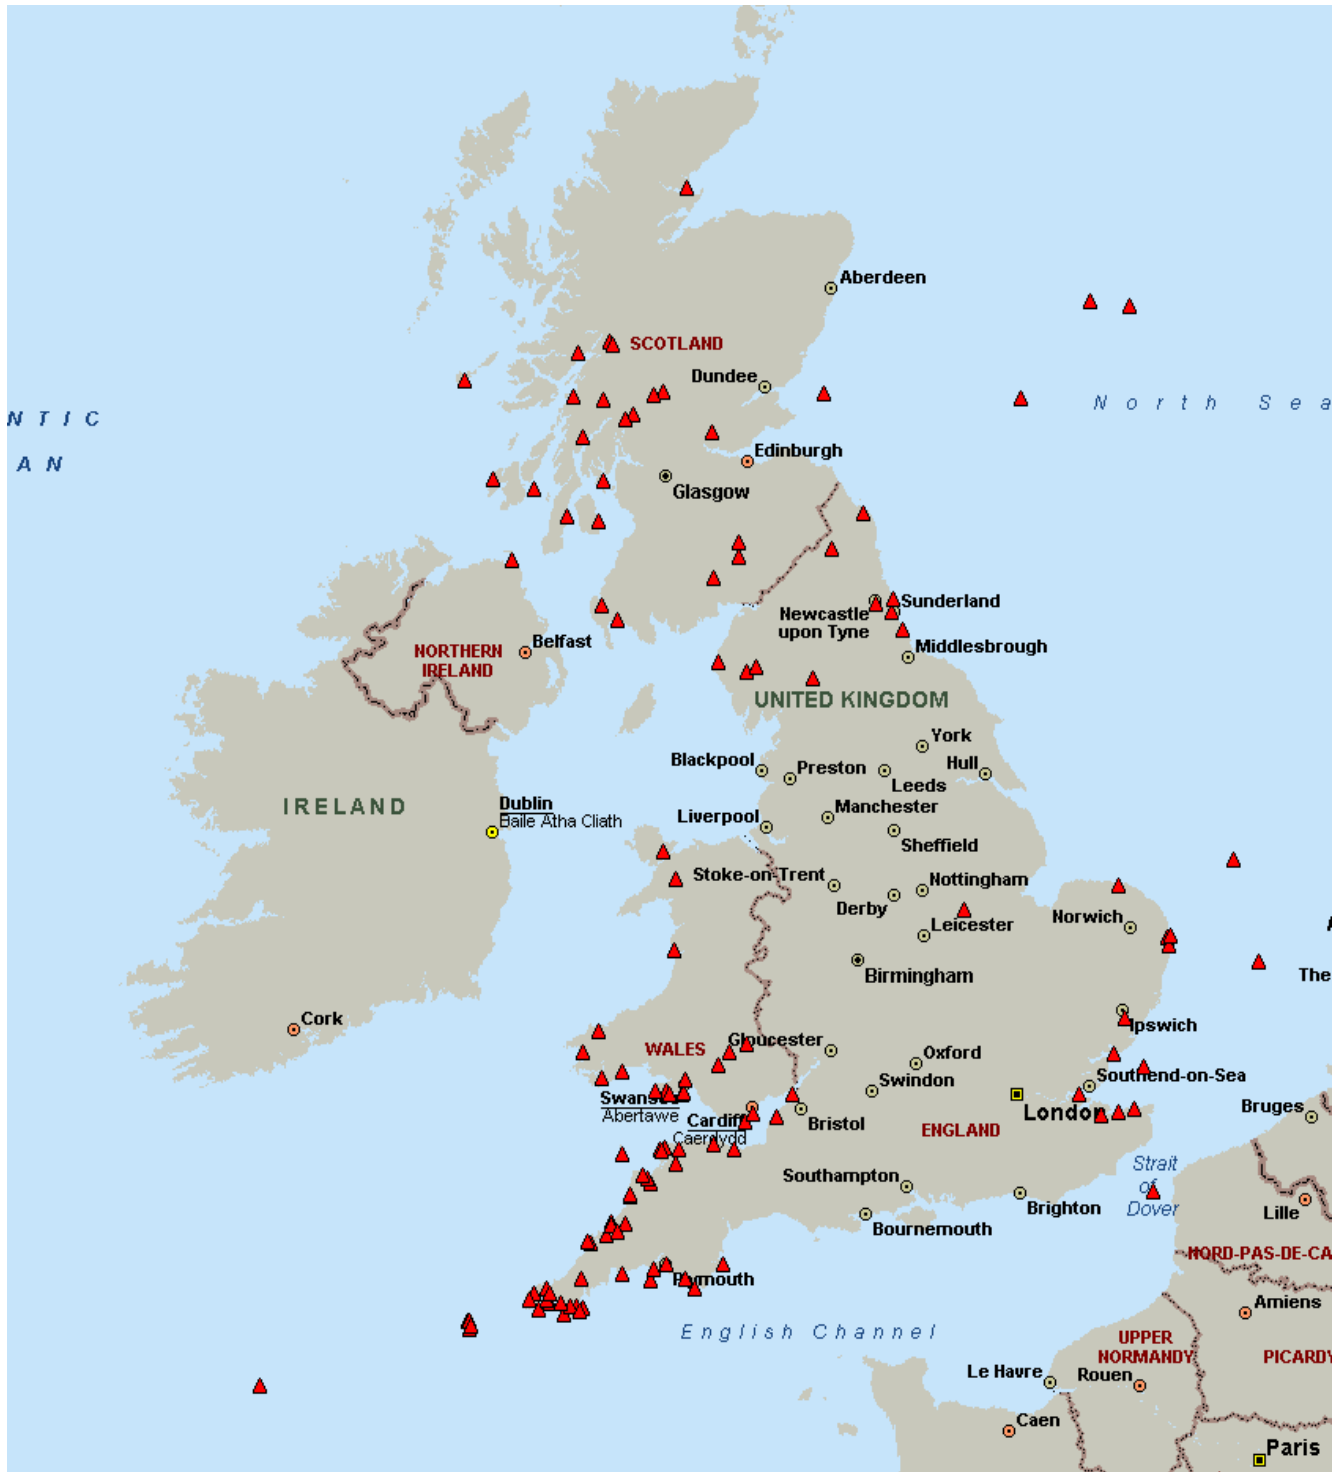 Aberdeen
SCOTLAND
Dundee
North Sea
NTIC
AN
Edinburgh
Glasgow
Sunderland
Newcastle
upon Tyne
Belfast
NORTHERN
IRELAND
Middlesbrough
UNITED KINGDOM
York
Blackpool
Preston
Hull
Leeds
IRELAND
Dublin
Baile Atha Cliath
Manchester
Liverpool
Sheffield
Stoke-on-Trent
Nottingham
Derby
Norwich
Leicester
The
Birmingham
Cork
Ipswich
Gloucester
WALES
Oxford
Southend-on-Sea
Swindon
Swansea
Abertawe
London
Bruges
Cardiff
Caerdydd
Bristol
ENGLAND
Strait
of
Dover
Southampton
Brighton
Lille
Bournemouth
NORD-PAS-DE-CA
Plymouth
Amiens
English Channel
UPPER
NORMANDY
PICARDY
Le Havre
Rouen
Caen
Paris